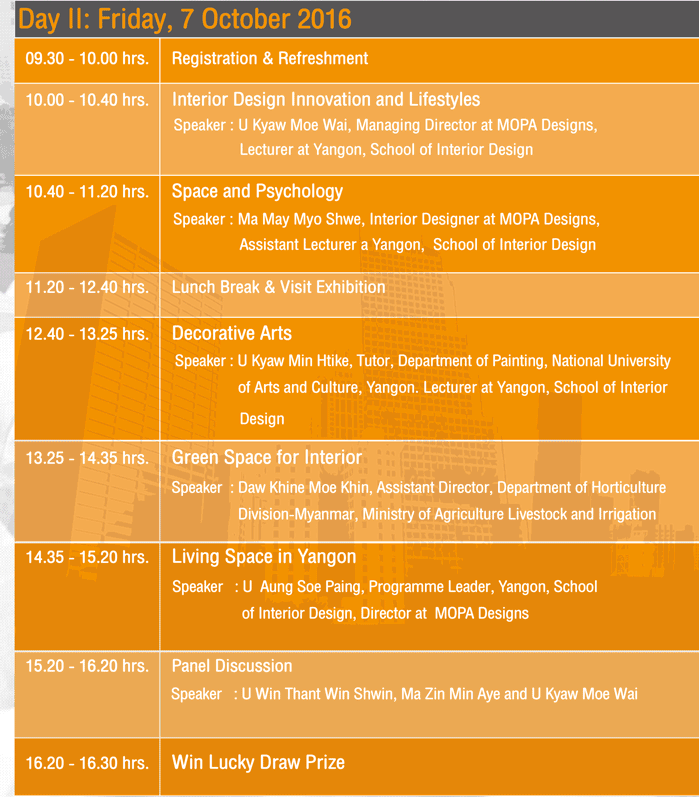 Day II: Friday, 7 October 2016
09.30 - 10.00 hrs. Registration & Refreshment
10.00 - 10.40 hrs. Interior Design Innovation and Lifestyles
Speaker : U Kyaw Moe Wai, Managing Director at MOPA Designs,
Lecturer at Yangon, School of Interior Design
10.40 - 11.20 hrs. Space and Psychology
Speaker : Ma May Myo Shwe, Interior Designer at MOPA Designs,
Assistant Lecturer a Yangon, School of Interior Design
11.20 - 12.40 hrs. Lunch Break & Visit Exhibition
12.40 - 13.25 hrs. Decorative Arts
Speaker : U Kyaw Min Htike, Tutor, Department of Painting, National University
of Arts and Culture, Yangon. Lecturer at Yangon, School of Interior
Design
13.25 - 14.35 hrs. Green Space for Interior
Speaker : Daw Khine Moe Khin, Assistant Director, Department of Horticulture
Division-Myanmar, Ministry of Agriculture Livestock and Irrigation
14.35 - 15.20 hrs. Living Space in Yangon
Speaker : U Aung Soe Paing, Programme Leader, Yangon, School
of Interior Design, Director at MOPA Designs
15.20 - 16.20 hrs. Panel Discussion
Speaker : U Win Thant Win Shwin, Ma Zin Min Aye and U Kyaw Moe Wai
16.20 - 16.30 hrs. Win Lucky Draw Prize